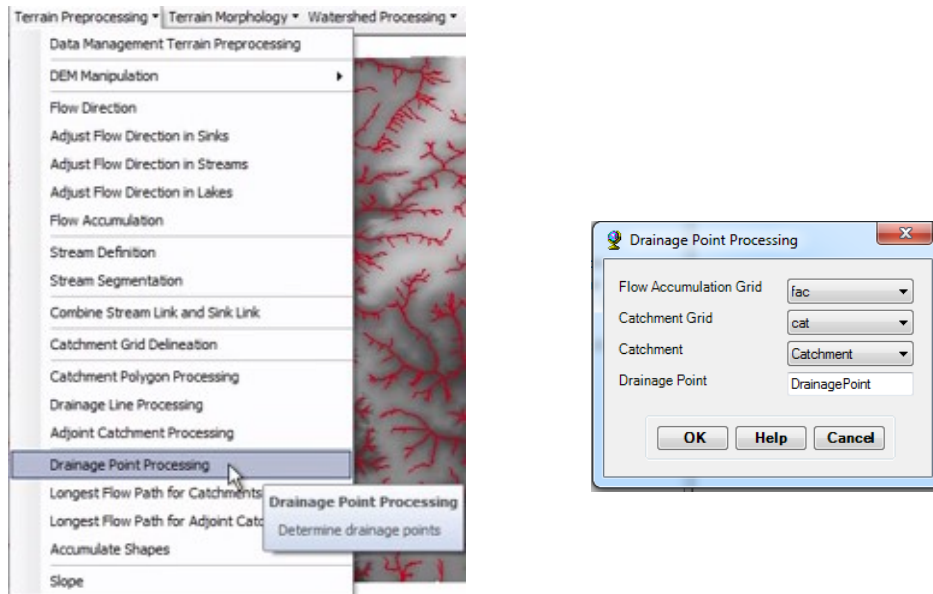 Terrain Preprocessing Terrain Morphology Watershed Processing
Data Management Terrain Preprocessing
DEM Manipulation
Flow Direction
Adjust Flow Direction in Sinks
Adjust Flow Direction in Streams
Adjust Flow Direction in Lakes
Flow Accumulation
Stream Definition
Stream Segmentation
Combine Stream Link and Sink Link
Catchment Grid Delineation
Catchment Polygon Processing
Drainage Line Processing
Adjoint Catchment Processing
Drainage Point Processing
Longest Flow Path for Catchments
Longest Flow Path for Adjoint Catc
Accumulate Shapes
Slope
Drainage Point Processing
Determine drainage points
Drainage Point Processing
Flow Accumulation Grid fac
Catchment Grid cat
Catchment Catchment
Drainage Point DrainagePoint
OK Help Cancel